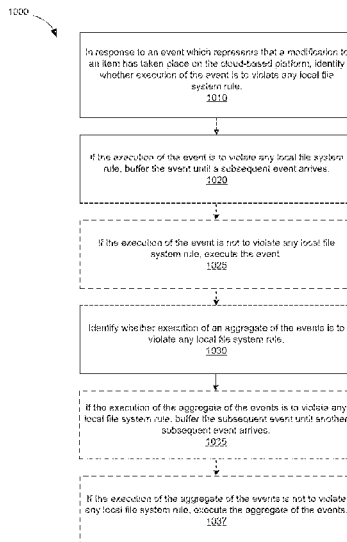 1000
In response to an event which represents that a modification to
an item has taken place on the cloud-based platform, identify
whether execution of the event is to violate any local file
system rule.
1010
If the execution of the event is to violate any local file system
rule, buffer the event until a subsequent event arrives.
1020
If the execution of the event is not to violate any local file
system rule, execute the event
1025
Identify whether execution of an aggregate of the events is to
violate any local file system rule.
1030
If the execution of the aggregate of the events is to violate any
local file system rule, buffer the subsequent event until another
subsequent event arrives.
1035
If the execution of the aggregate of the events is not to violate
any local file system rule, execute the aggregate of the events.
1037